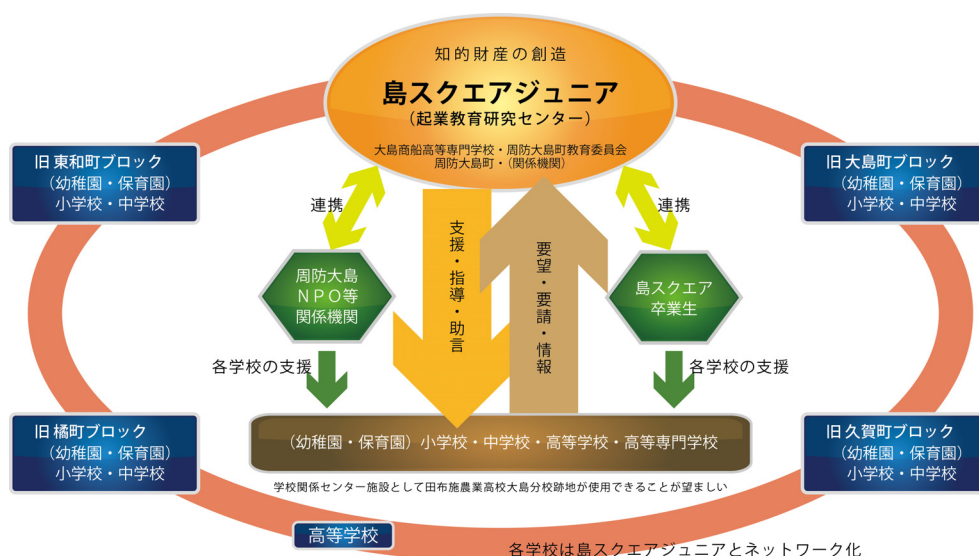 知的財産の創造
島スクエアジュニア
（起業教育研究センター）
大島商船高等専門学校・周防大島町教育委員会
周防大島町・（関係機関）
旧東和町ブロック
（幼稚園・保育園）
小学校・中学校
旧大島町ブロック
（幼稚園・保育園）
小学校・中学校
連携
連携
支援・指導・助言
要望・要請・情報
周防大島
ＮＰＯ等
関係機関
島スクエア
卒業生
各学校の支援
各学校の支援
（幼稚園・保育園）小学校・中学校・高等学校・高等専門学校
学校関係センター施設として田布施農業高校大島分校跡地が使用できることが望ましい
旧橘町ブロック
（幼稚園・保育園）
小学校・中学校
旧久賀町ブロック
（幼稚園・保育園）
小学校・中学校
高等学校
各学校は島スクエアジュニアとネットワーク化